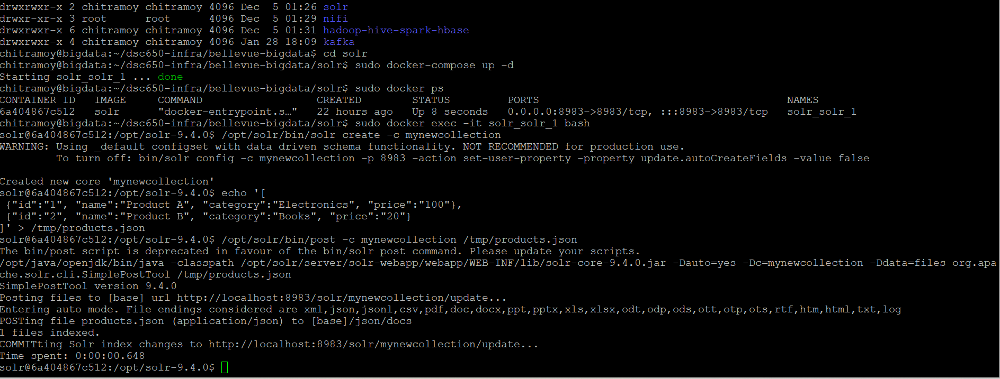 drwxrwxr-x 2 chitramoy chitramoy 4096 Dec  5 01:26 solr
drwxr-xr-x 3 root      root      4096 Dec  5 01:29 nifi
drwxrwxr-x 6 chitramoy chitramoy 4096 Dec  5 01:31 hadoop-hive-spark-hbase
drwxrwxr-x 4 chitramoy chitramoy 4096 Jan 28 18:09 kafka
chitramoy@bigdata:~/dsc650-infra/bellevue-bigdata$ cd solr
chitramoy@bigdata:~/dsc650-infra/bellevue-bigdata/solr$ sudo docker-compose up -d
Starting solr_solr_1 ... done
chitramoy@bigdata:~/dsc650-infra/bellevue-bigdata/solr$ sudo docker ps
CONTAINER ID   IMAGE     COMMAND                  CREATED        STATUS         PORTS                                       NAMES
6a404867c512   solr      "docker-entrypoint.s…"   22 hours ago   Up 8 seconds   0.0.0.0:8983->8983/tcp, :::8983->8983/tcp   solr_solr_1
chitramoy@bigdata:~/dsc650-infra/bellevue-bigdata/solr$ sudo docker exec -it solr_solr_1 bash
solr@6a404867c512:/opt/solr-9.4.0$ /opt/solr/bin/solr create -c mynewcollection
WARNING: Using _default configset with data driven schema functionality. NOT RECOMMENDED for production use.
         To turn off: bin/solr config -c mynewcollection -p 8983 -action set-user-property -property update.autoCreateFields -value false
Created new core 'mynewcollection'
solr@6a404867c512:/opt/solr-9.4.0$ echo '[
 {"id":"1", "name":"Product A", "category":"Electronics", "price":"100"},
 {"id":"2", "name":"Product B", "category":"Books", "price":"20"}
]' > /tmp/products.json
solr@6a404867c512:/opt/solr-9.4.0$ /opt/solr/bin/post -c mynewcollection /tmp/products.json
The bin/post script is deprecated in favour of the bin/solr post command. Please update your scripts.
/opt/java/openjdk/bin/java -classpath /opt/solr/server/solr-webapp/webapp/WEB-INF/lib/solr-core-9.4.0.jar -Dauto=yes -Dc=mynewcollection -Ddata=files org.apa
che.solr.cli.SimplePostTool /tmp/products.json
SimplePostTool version 9.4.0
Posting files to [base] url http://localhost:8983/solr/mynewcollection/update...
Entering auto mode. File endings considered are xml,json,jsonl,csv,pdf,doc,docx,ppt,pptx,xls,xlsx,odt,odp,ods,ott,otp,ots,rtf,htm,html,txt,log
POSTing file products.json (application/json) to [base]/json/docs
1 files indexed.
COMMITting Solr index changes to http://localhost:8983/solr/mynewcollection/update...
Time spent: 0:00:00.648
solr@6a404867c512:/opt/solr-9.4.0$